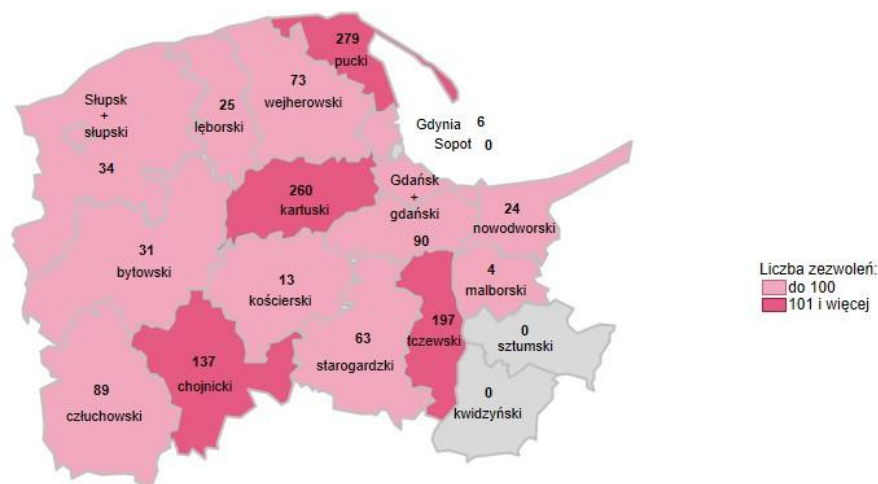 279
pucki
73
wejherowski
25
lęborski
Słupsk
+
słupski
34
Gdynia 6
Sopot 0
260
kartuski
Gdańsk
+
gdański
90
24
nowodworski
31
bytowski
13
kościerski
4
malborski
Liczba zezwoleń:
do 100
101 i więcej
197
tczewski
0
sztumski
63
starogardzki
137
chojnicki
89
człuchowski
0
kwidzyński